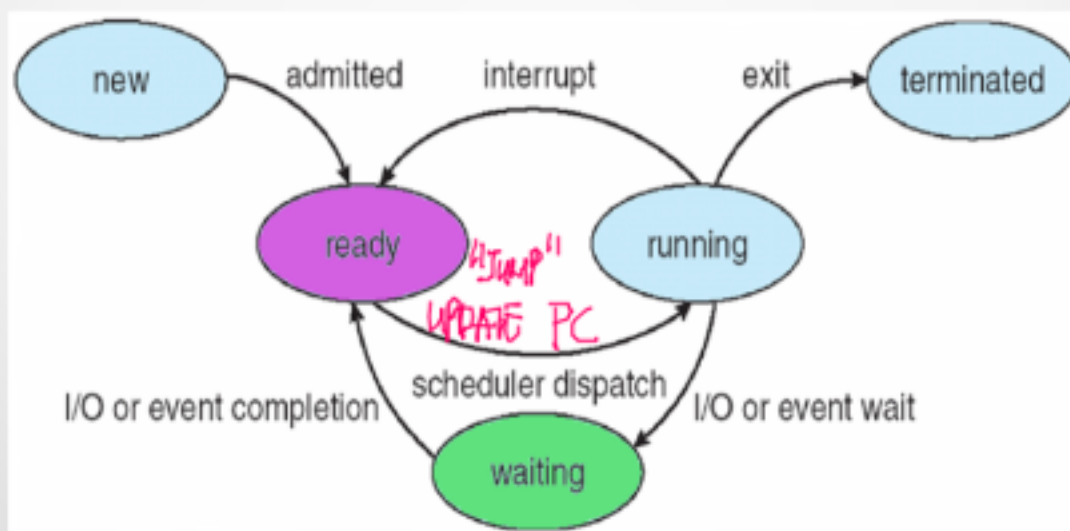 new
admitted
interrupt
exit
terminated
ready
running
"JUMP"
UPDATE PC
scheduler dispatch
I/O or event completion
I/O or event wait
waiting